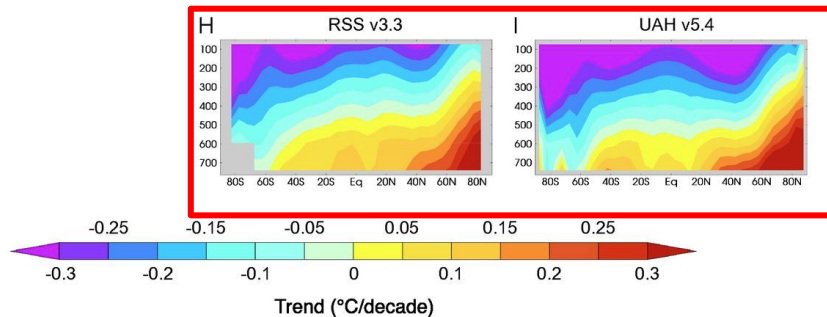 H RSS v3.3 I UAH v5.4
100 100
200 200
300 300
400 400
500 500
600 600
700 700
80S 60S 40S 20S Eq 20N 40N 60N 80N 80S 60S 40S 20S Eq 20N 40N 60N 80N
-0.25 -0.15 -0.05 0.05 0.15 0.25
-0.3 -0.2 -0.1 0 0.1 0.2 0.3
Trend (°C/decade)